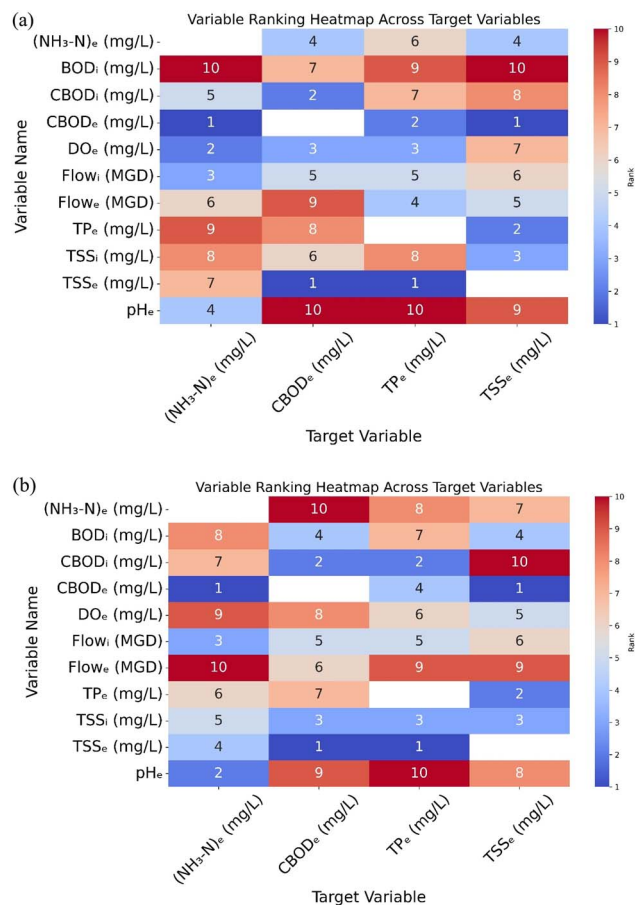 (a)
Variable Ranking Heatmap Across Target Variables
(NH₃-N)ₑ (mg/L) 4 6 4
BODᵢ (mg/L) 10 7 9 10
CBODᵢ (mg/L) 5 2 7 8
CBODₑ (mg/L) 1 2 1
DOₑ (mg/L) 2 3 3 7
Flowᵢ (MGD) 3 5 5 6
Flowₑ (MGD) 6 9 4 5
TPₑ (mg/L) 9 8 2
TSSᵢ (mg/L) 8 6 8 3
TSSₑ (mg/L) 7 1 1
pHₑ 4 10 10 9
Variable Name
(NH₃-N)ₑ (mg/L) CBODₑ (mg/L) TPₑ (mg/L) TSSₑ (mg/L)
Target Variable
10
9
8
7
6
5
4
3
2
1
Rank
(b)
Variable Ranking Heatmap Across Target Variables
(NH₃-N)ₑ (mg/L) 10 8 7
BODᵢ (mg/L) 8 4 7 4
CBODᵢ (mg/L) 7 2 2 10
CBODₑ (mg/L) 1 4 1
DOₑ (mg/L) 9 8 6 5
Flowᵢ (MGD) 3 5 5 6
Flowₑ (MGD) 10 6 9 9
TPₑ (mg/L) 6 7 2
TSSᵢ (mg/L) 5 3 3 3
TSSₑ (mg/L) 4 1 1
pHₑ 2 9 10 8
Variable Name
(NH₃-N)ₑ (mg/L) CBODₑ (mg/L) TPₑ (mg/L) TSSₑ (mg/L)
Target Variable
10
9
8
7
6
5
4
3
2
1
Rank